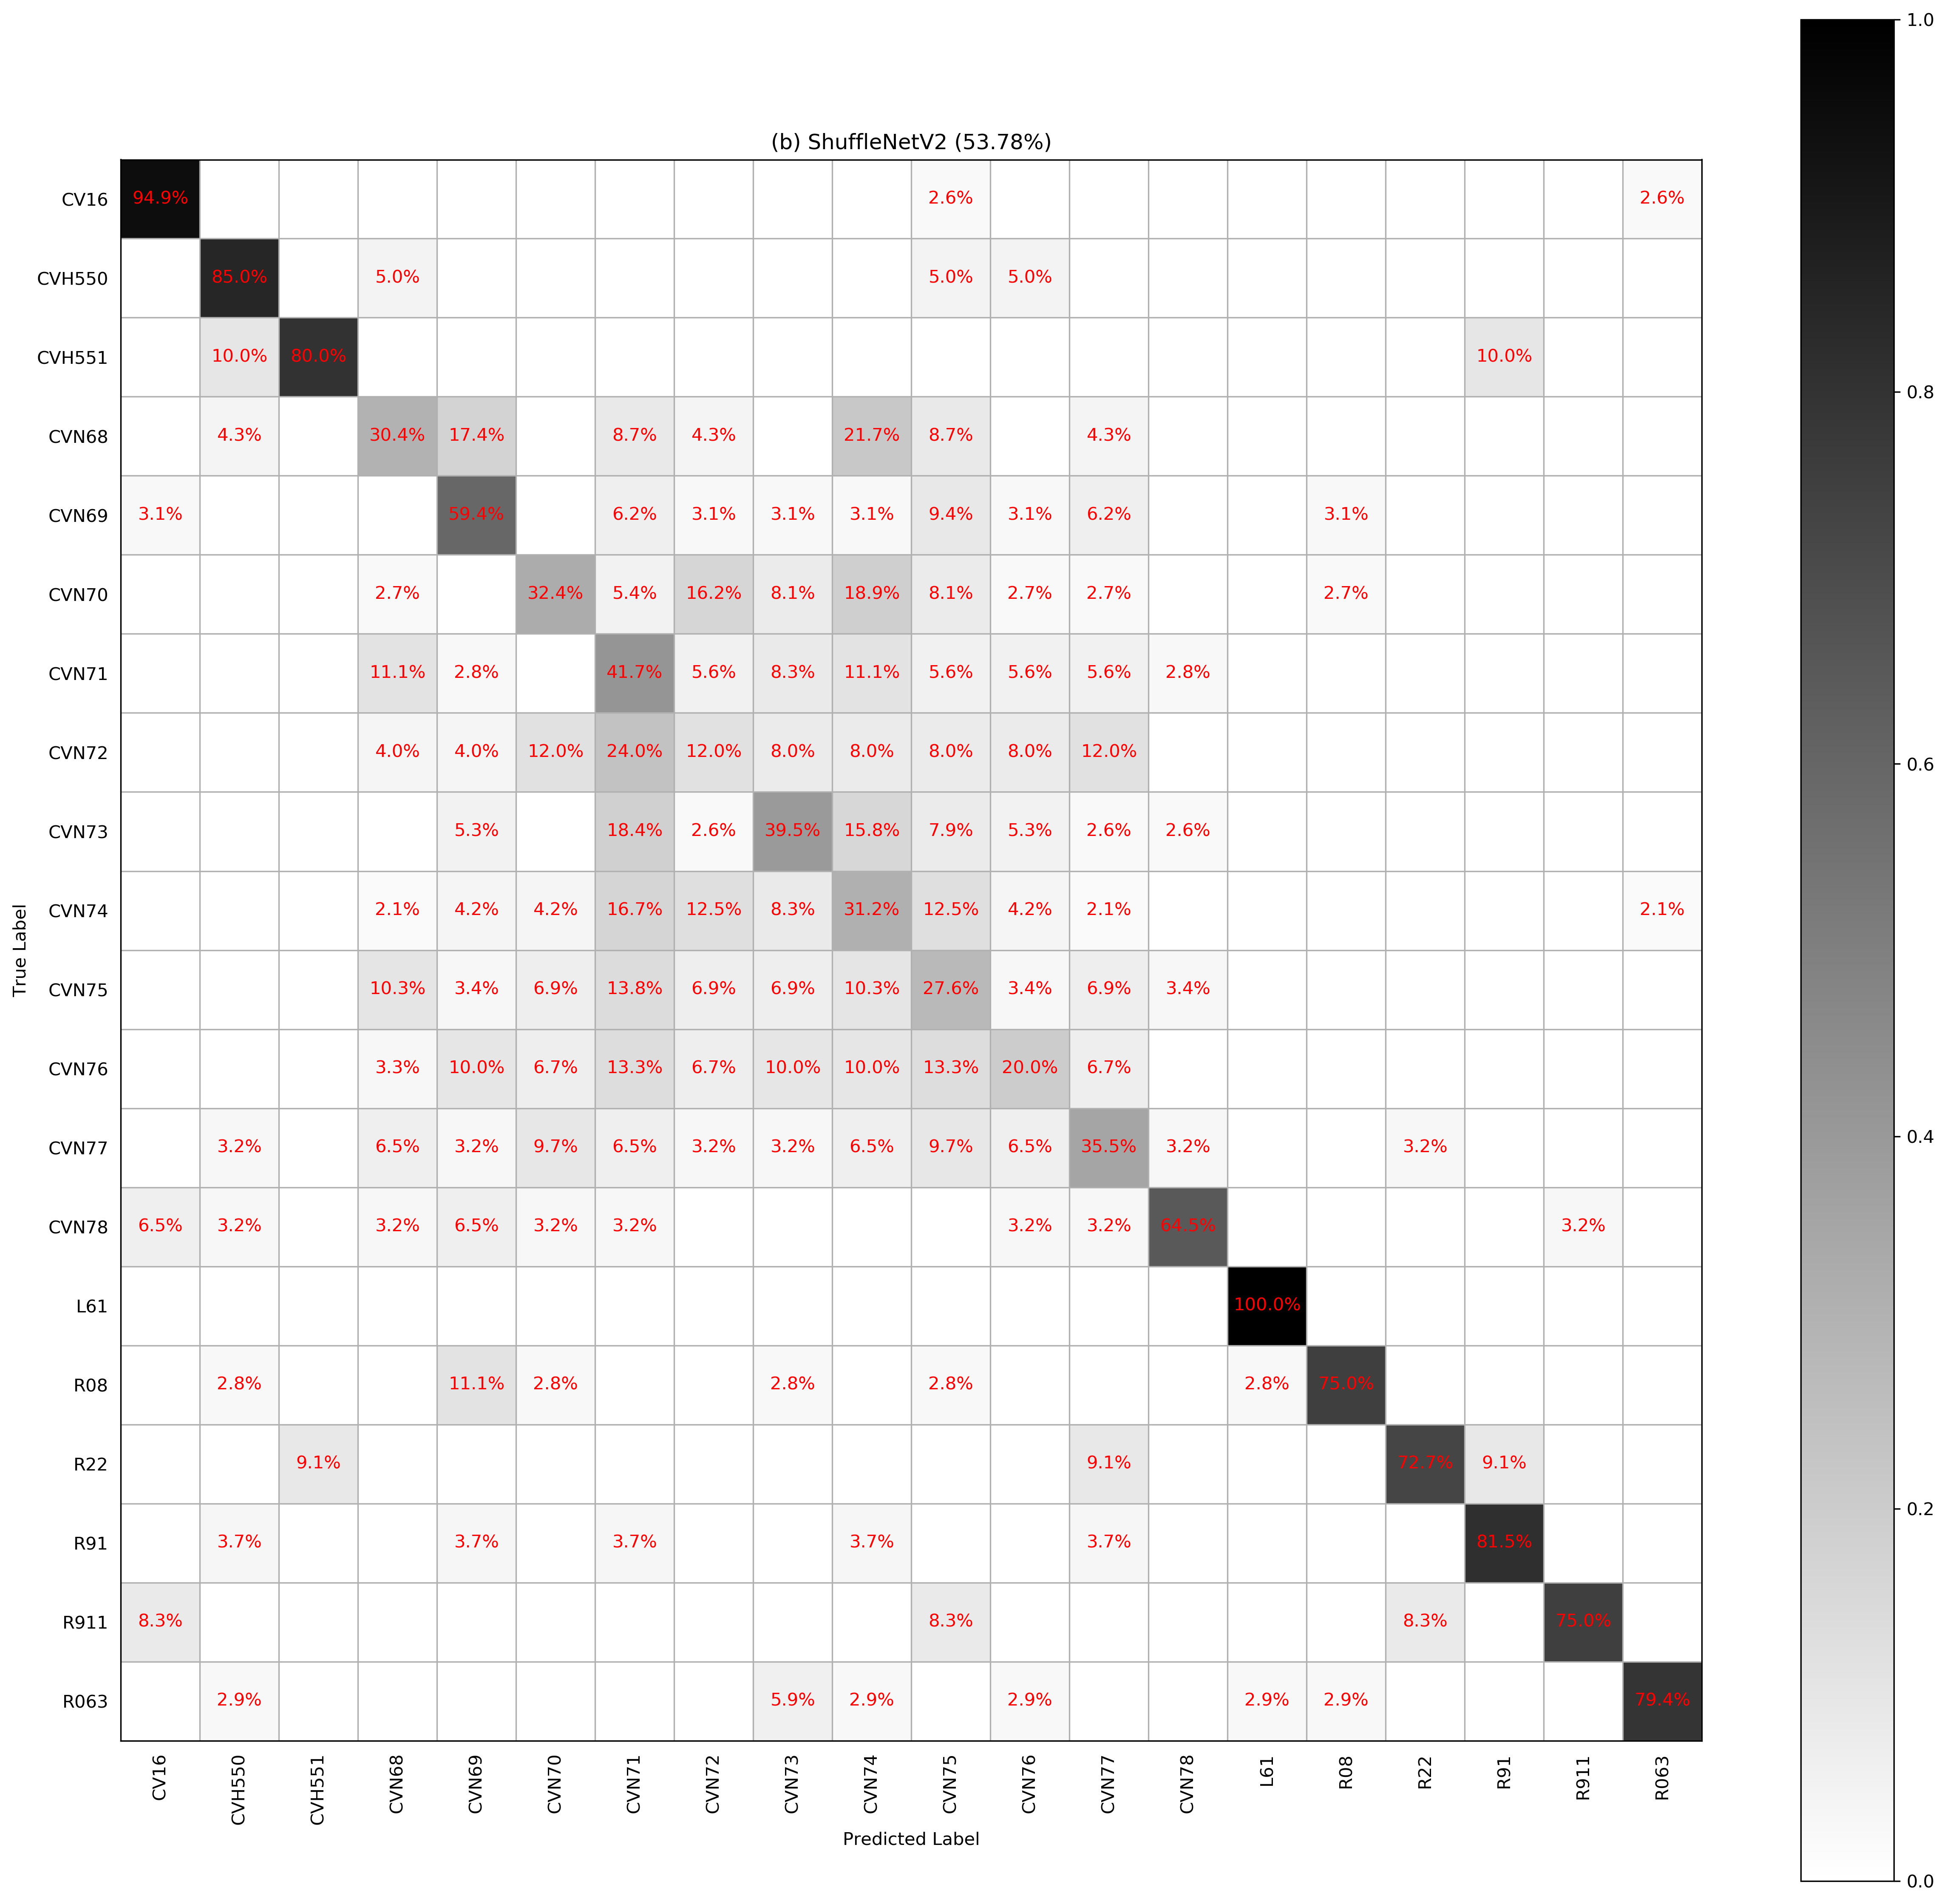 (b) ShuffleNetV2 (53.78%)
1.0
CV16 94.9% 2.6% 2.6%
CVH550 85.0% 5.0% 5.0% 5.0%
CVH551 10.0% 80.0% 10.0%
0.8
CVN68 4.3% 30.4% 17.4% 8.7% 4.3% 21.7% 8.7% 4.3%
CVN69 3.1% 59.4% 6.2% 3.1% 3.1% 3.1% 9.4% 3.1% 6.2% 3.1%
CVN70 2.7% 32.4% 5.4% 16.2% 8.1% 18.9% 8.1% 2.7% 2.7% 2.7%
CVN71 11.1% 2.8% 41.7% 5.6% 8.3% 11.1% 5.6% 5.6% 5.6% 2.8%
CVN72 4.0% 4.0% 12.0% 24.0% 12.0% 8.0% 8.0% 8.0% 8.0% 12.0%
0.6
CVN73 5.3% 18.4% 2.6% 39.5% 15.8% 7.9% 5.3% 2.6% 2.6%
CVN74 2.1% 4.2% 4.2% 16.7% 12.5% 8.3% 31.2% 12.5% 4.2% 2.1% 2.1%
True Label
CVN75 10.3% 3.4% 6.9% 13.8% 6.9% 6.9% 10.3% 27.6% 3.4% 6.9% 3.4%
CVN76 3.3% 10.0% 6.7% 13.3% 6.7% 10.0% 10.0% 13.3% 20.0% 6.7%
0.4
CVN77 3.2% 6.5% 3.2% 9.7% 6.5% 3.2% 3.2% 6.5% 9.7% 6.5% 35.5% 3.2% 3.2%
CVN78 6.5% 3.2% 3.2% 6.5% 3.2% 3.2% 3.2% 3.2% 64.5% 3.2%
L61 100.0%
R08 2.8% 11.1% 2.8% 2.8% 2.8% 2.8% 75.0%
R22 9.1% 9.1% 72.7% 9.1%
0.2
R91 3.7% 3.7% 3.7% 3.7% 3.7% 81.5%
R911 8.3% 8.3% 8.3% 75.0%
R063 2.9% 5.9% 2.9% 2.9% 2.9% 2.9% 79.4%
CV16 CVH550 CVH551 CVN68 CVN69 CVN70 CVN71 CVN72 CVN73 CVN74 CVN75 CVN76 CVN77 CVN78 L61 R08 R22 R91 R911 R063
Predicted Label
0.0